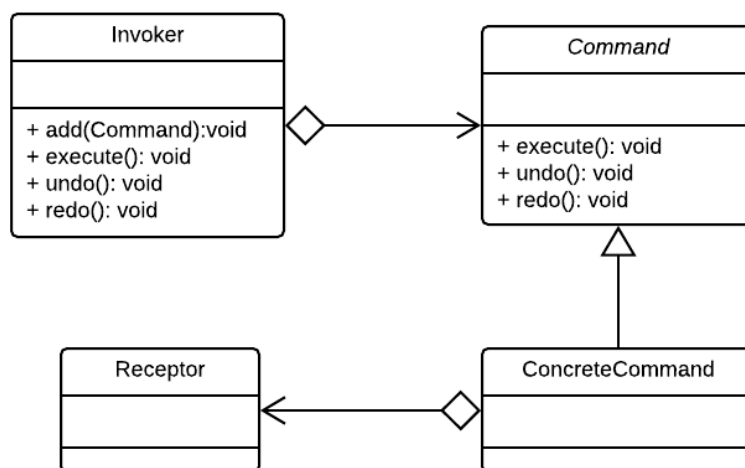 Invoker
+ add(Command):void
+ execute(): void
+ undo(): void
+ redo(): void
Command
+ execute(): void
+ undo(): void
+ redo(): void
Receptor
ConcreteCommand